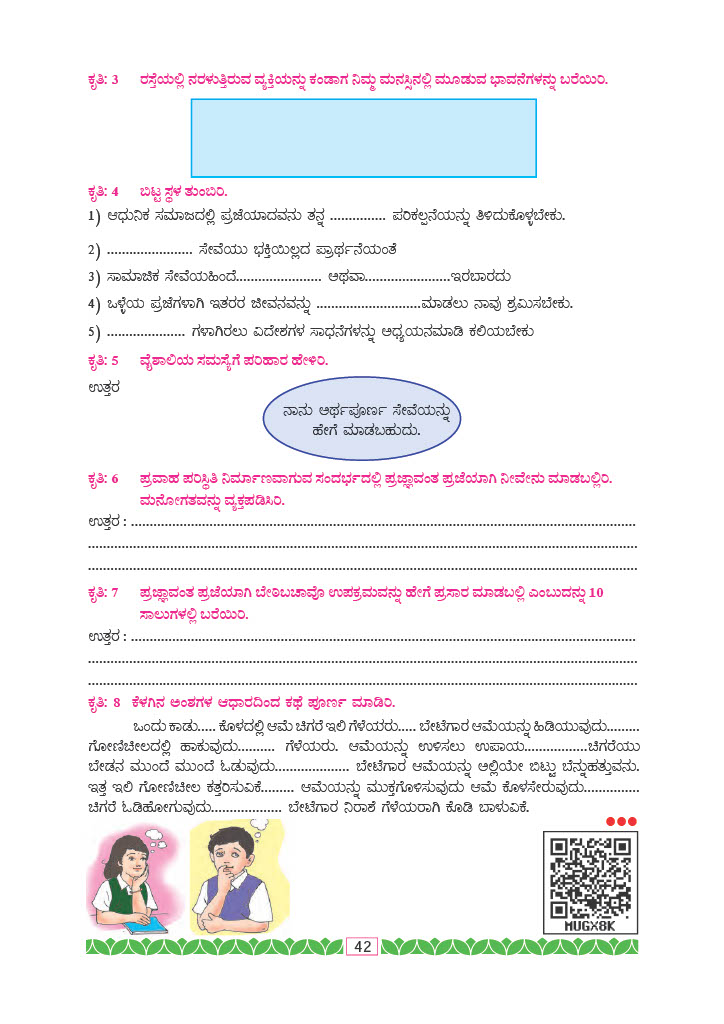 ಕೃತಿ: 3 ರಸ್ತೆಯಲ್ಲಿ ನರಳುತ್ತಿರುವ ವ್ಯಕ್ತಿಯನ್ನು ಕಂಡಾಗ ನಿಮ್ಮ ಮನಸ್ಸಿನಲ್ಲಿ ಮೂಡುವ ಭಾವನೆಗಳನ್ನು ಬರೆಯಿರಿ.
ಕೃತಿ: 4 ಬಿಟ್ಟ ಸ್ಥಳ ತುಂಬಿರಿ.
1) ಆಧುನಿಕ ಸಮಾಜದಲ್ಲಿ ಪ್ರಜೆಯಾದವನು ತನ್ನ ............... ಪರಿಕಲ್ಪನೆಯನ್ನು ತಿಳಿದುಕೊಳ್ಳಬೇಕು.
2) ....................... ಸೇವೆಯು ಭಕ್ತಿಯಿಲ್ಲದ ಪ್ರಾರ್ಥನೆಯಂತೆ
3) ಸಾಮಾಜಿಕ ಸೇವೆಯಹಿಂದೆ....................... ಅಥವಾ.......................ಇರಬಾರದು
4) ಒಳ್ಳೆಯ ಪ್ರಜೆಗಳಾಗಿ ಇತರರ ಜೀವನವನ್ನು ............................ಮಾಡಲು ನಾವು ಶ್ರಮಿಸಬೇಕು.
5) ..................... ಗಳಾಗಿರಲು ವಿದೇಶಗಳ ಸಾಧನೆಗಳನ್ನು ಅಧ್ಯಯನಮಾಡಿ ಕಲಿಯಬೇಕು
ಕೃತಿ: 5 ವೈಶಾಲಿಯ ಸಮಸ್ಯೆಗೆ ಪರಿಹಾರ ಹೇಳಿರಿ.
ಉತ್ತರ
ನಾನು ಅರ್ಥಪೂರ್ಣ ಸೇವೆಯನ್ನು
ಹೇಗೆ ಮಾಡಬಹುದು.
ಕೃತಿ: 6 ಪ್ರವಾಹ ಪರಿಸ್ಥಿತಿ ನಿರ್ಮಾಣವಾಗುವ ಸಂದರ್ಭದಲ್ಲಿ ಪ್ರಜ್ಞಾವಂತ ಪ್ರಜೆಯಾಗಿ ನೀವೇನು ಮಾಡಬಲ್ಲಿರಿ.
ಮನೋಗತವನ್ನು ವ್ಯಕ್ತಪಡಿಸಿರಿ.
ಉತ್ತರ : ........................................................................................................................................
....................................................................................................................................................
....................................................................................................................................................
ಕೃತಿ: 7 ಪ್ರಜ್ಞಾವಂತ ಪ್ರಜೆಯಾಗಿ ಬೇಠಿಬಚಾವೊ ಉಪಕ್ರಮವನ್ನು ಹೇಗೆ ಪ್ರಸಾರ ಮಾಡಬಲ್ಲಿ ಎಂಬುದನ್ನು 10
ಸಾಲುಗಳಲ್ಲಿ ಬರೆಯಿರಿ.
ಉತ್ತರ : ........................................................................................................................................
....................................................................................................................................................
....................................................................................................................................................
ಕೃತಿ: 8 ಕೆಳಗಿನ ಅಂಶಗಳ ಆಧಾರದಿಂದ ಕಥೆ ಪೂರ್ಣ ಮಾಡಿರಿ.
ಒಂದು ಕಾಡು..... ಕೊಳದಲ್ಲಿ ಆಮೆ ಚಿಗರೆ ಇಲಿ ಗೆಳೆಯರು..... ಬೇಟೆಗಾರ ಆಮೆಯನ್ನು ಹಿಡಿಯುವುದು.........
ಗೋಣಿಚೀಲದಲ್ಲಿ ಹಾಕುವುದು.......... ಗೆಳೆಯರು. ಆಮೆಯನ್ನು ಉಳಿಸಲು ಉಪಾಯ.................ಚಿಗರೆಯು
ಬೇಡನ ಮುಂದೆ ಮುಂದೆ ಓಡುವುದು.................... ಬೇಟೆಗಾರ ಆಮೆಯನ್ನು ಅಲ್ಲಿಯೇ ಬಿಟ್ಟು ಬೆನ್ನುಹತ್ತುವನು.
ಇತ್ತ ಇಲಿ ಗೋಣಿಚೀಲ ಕತ್ತರಿಸುವಿಕೆ......... ಆಮೆಯನ್ನು ಮುಕ್ತಗೊಳಿಸುವುದು ಆಮೆ ಕೊಳಸೇರುವುದು...............
ಚಿಗರೆ ಓಡಿಹೋಗುವುದು................... ಬೇಟೆಗಾರ ನಿರಾಶೆ ಗೆಳೆಯರಾಗಿ ಕೊಡಿ ಬಾಳುವಿಕೆ.
MUGX8K
42